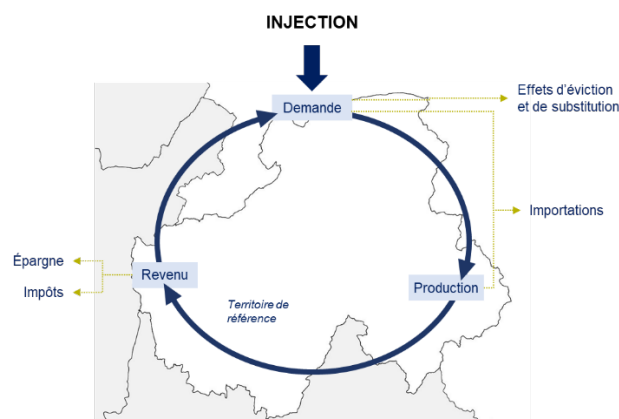 INJECTION
Demande
Effets d'éviction
et de substitution
Importations
Épargne
Revenu
Impôts
Production
Territoire de
référence